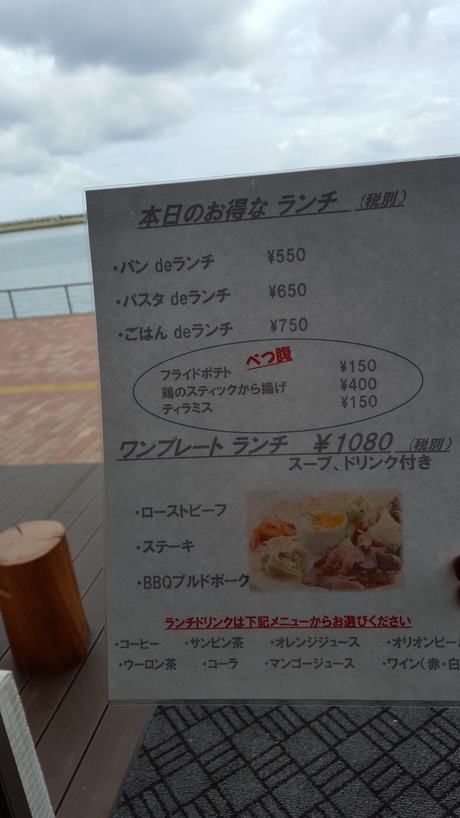 本日のお得な ランチ (税別)
・パン deランチ ¥550
・パスタ deランチ ¥650
・ごはん deランチ ¥750
べつ腹
フライドポテト ¥150
鶏のスティックから揚げ ¥400
ティラミス ¥150
ワンプレート ランチ ¥1080 (税別)
スープ、ドリンク付き
・ローストビーフ
・ステーキ
・BBQプルドポーク
ランチドリンクは下記メニューからお選びください
・コーヒー ・サンピン茶 ・オレンジジュース ・オリオンビー
・ウーロン茶 ・コーラ ・マンゴージュース ・ワイン(赤・白